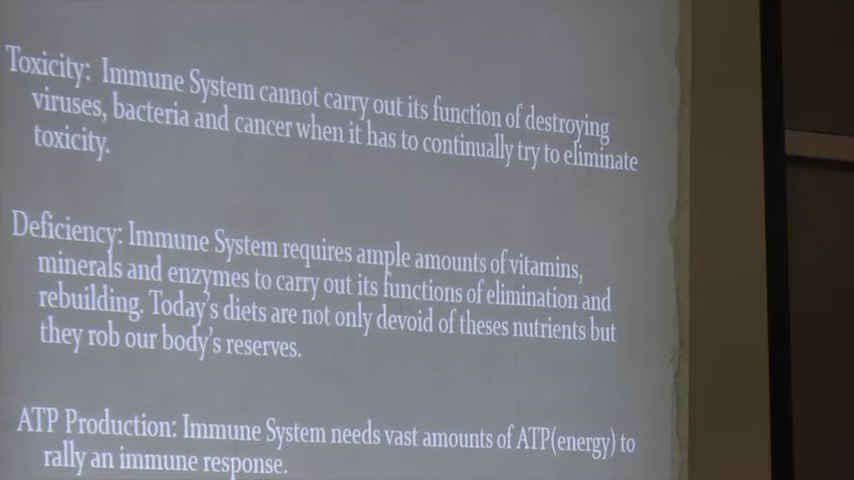 Toxicity: Immune System cannot carry out its function of destroying
viruses, bacteria and cancer when it has to continually try to eliminate
toxicity.
Deficiency: Immune System requires ample amounts of vitamins,
minerals and enzymes to carry out its functions of elimination and
rebuilding. Today's diets are not only devoid of theses nutrients but
they rob our body's reserves.
ATP Production: Immune System needs vast amounts of ATP(energy) to
rally an immune response.